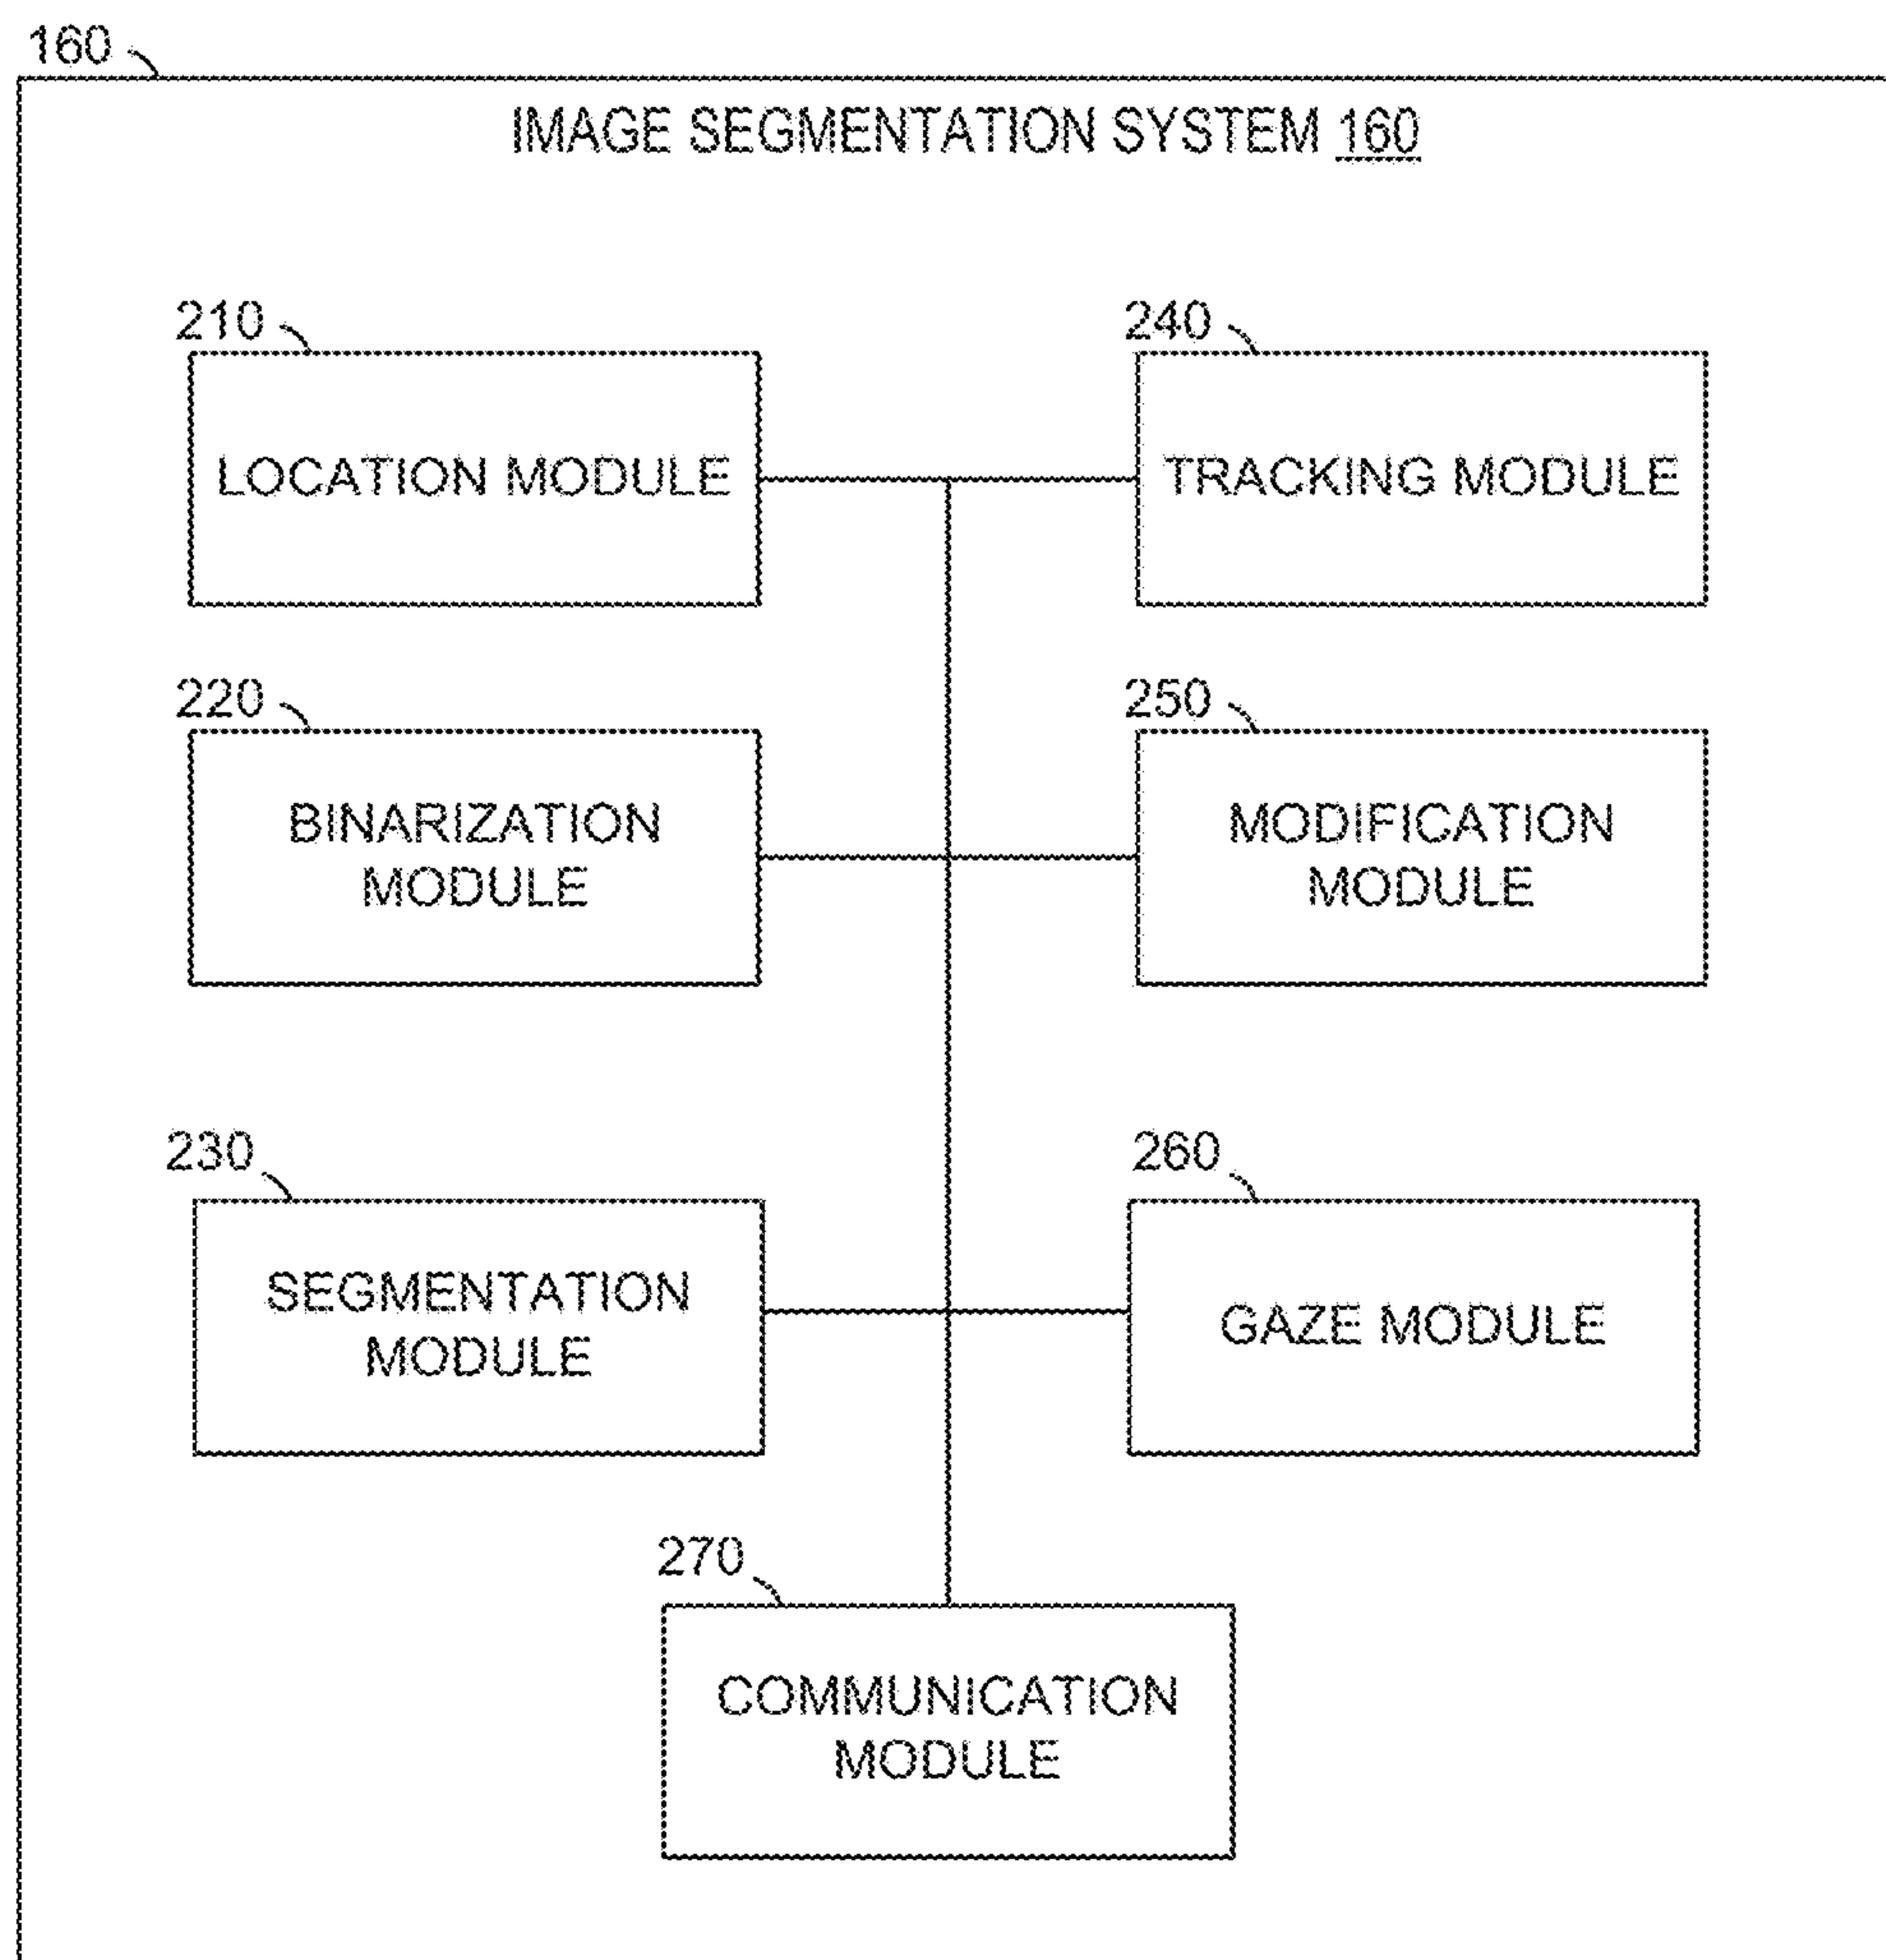 160
IMAGE SEGMENTATION SYSTEM 160
210
LOCATION MODULE
240
TRACKING MODULE
220
BINARIZATION
MODULE
250
MODIFICATION
MODULE
230
SEGMENTATION
MODULE
260
GAZE MODULE
270
COMMUNICATION
MODULE